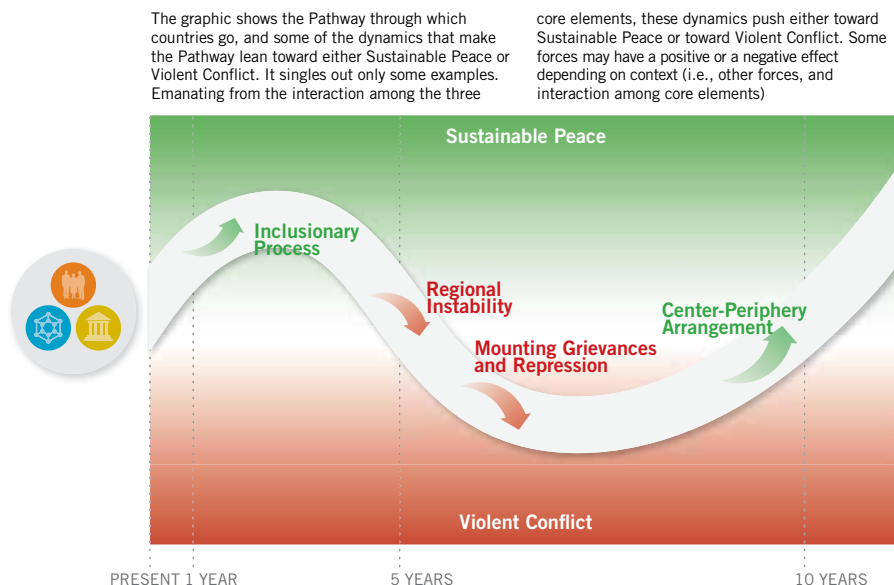 The graphic shows the Pathway through which
countries go, and some of the dynamics that make
the Pathway lean toward either Sustainable Peace or
Violent Conflict. It singles out only some examples.
Emanating from the interaction among the three
core elements, these dynamics push either toward
Sustainable Peace or toward Violent Conflict. Some
forces may have a positive or a negative effect
depending on context (i.e., other forces, and
interaction among core elements)
Sustainable Peace
Inclusionary
Process
Regional
Instability
Center-Periphery
Arrangement
Mounting Grievances
and Repression
Violent Conflict
PRESENT 1 YEAR
5 YEARS
10 YEARS